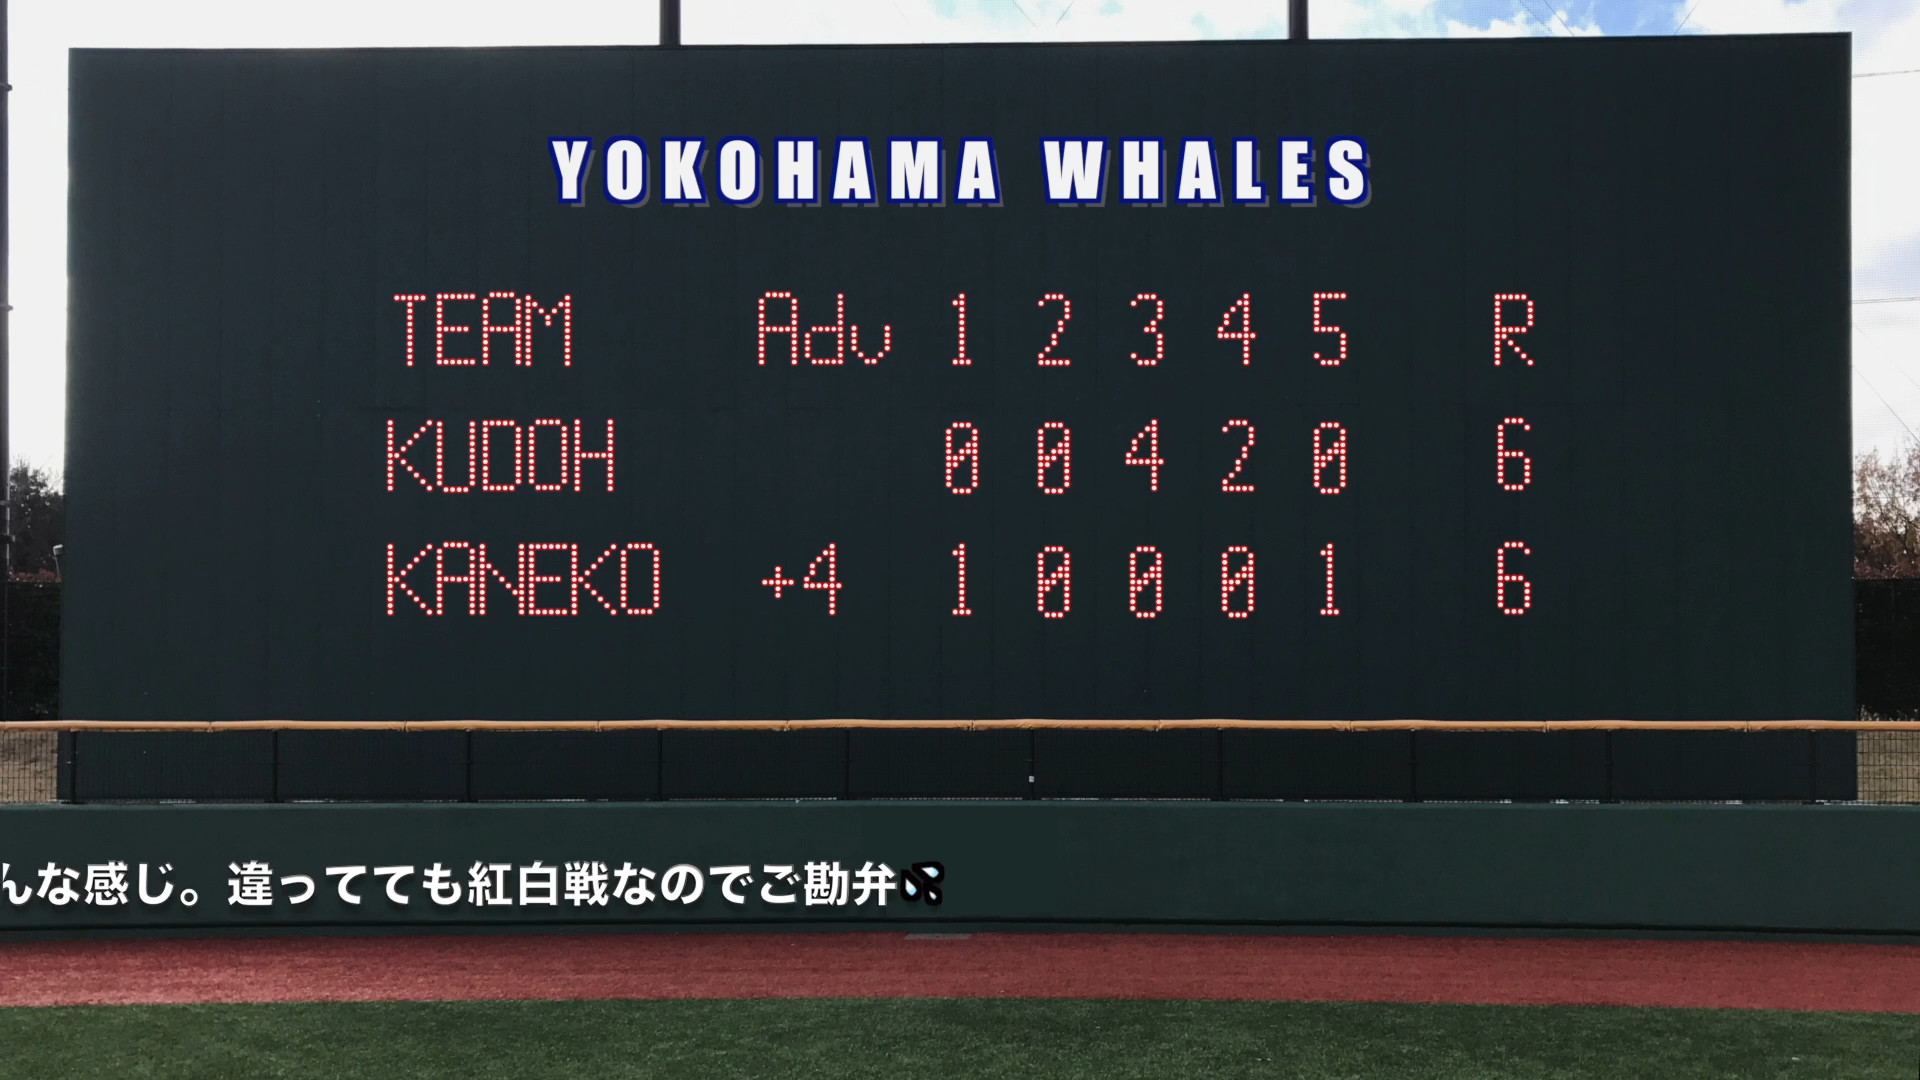 YOKOHAMA WHALES
TEAM Adv 1 2 3 4 5 R
KUDOH 0 0 4 2 0 6
KANEKO +4 1 0 0 0 1 6
んな感じ。違ってても紅白戦なのでご勘弁💦